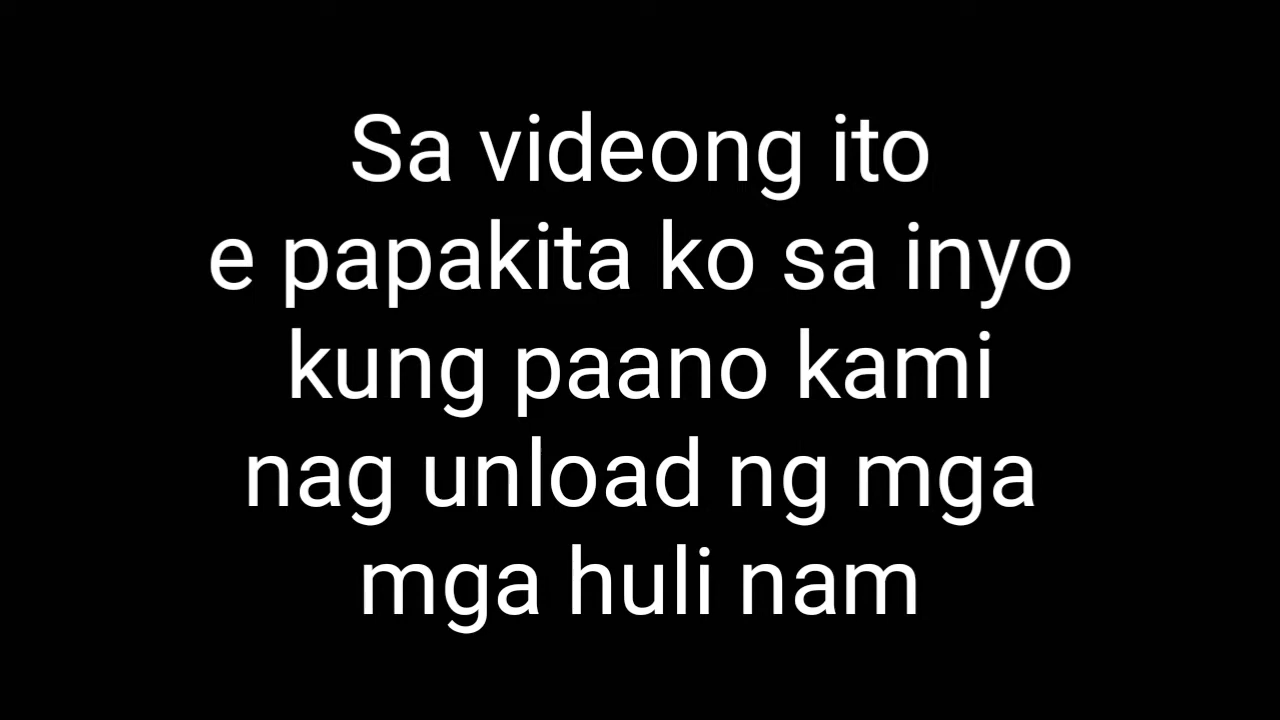 Sa videong ito
e papakita ko sa inyo
kung paano kami
nag unload ng mga
mga huli nam